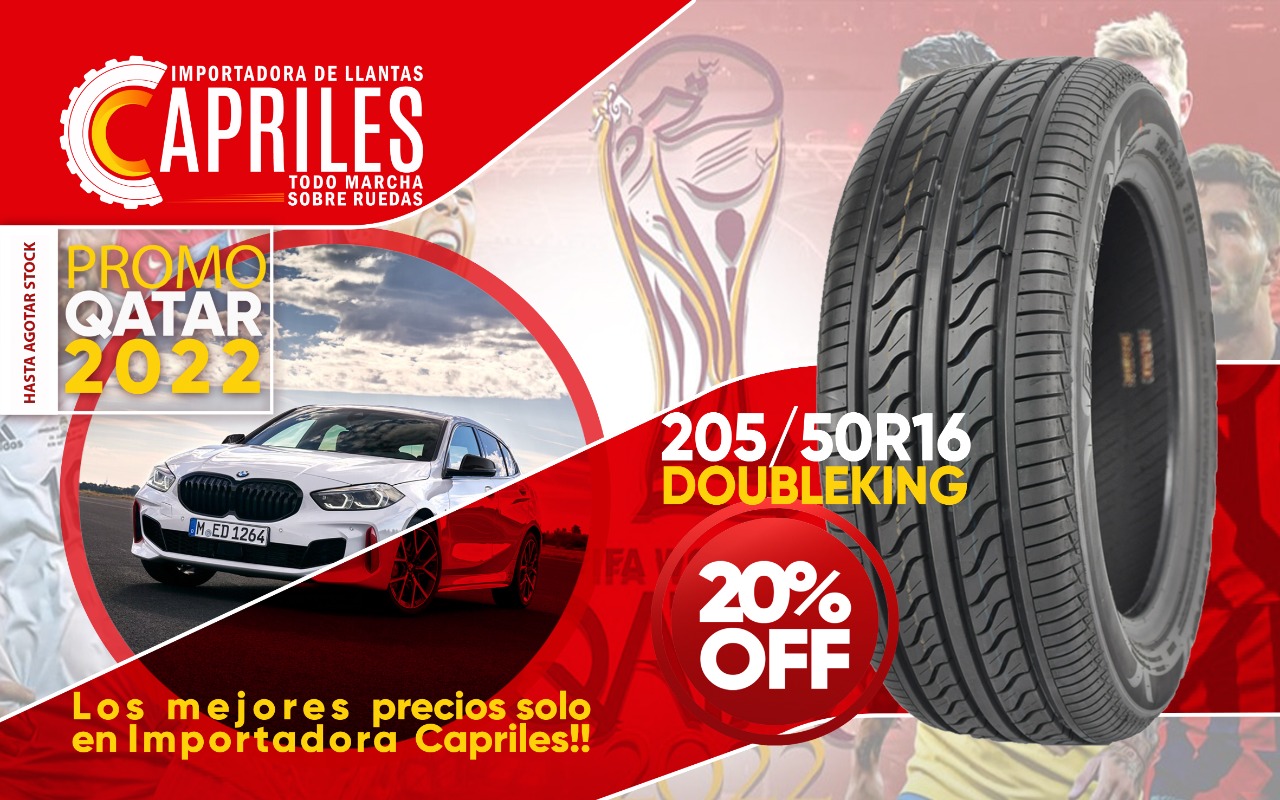 IMPORTADORA DE LLANTAS
CAPRILES
TODO MARCHA
SOBRE RUEDAS
HASTA AGOTAR STOCK
PROMO
QATAR
2022
adidas
M ED 1264
205/50R16
DOUBLEKING
20%
OFF
Los mejores precios solo
en Importadora Capriles!!